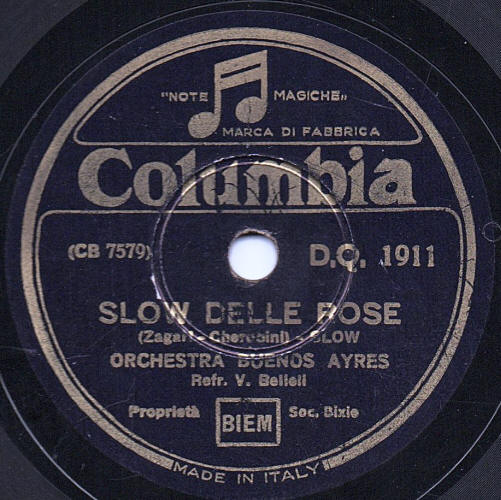 "NOTE MAGICHE"
MARCA DI FABBRICA
Columbia
(CB 7579) D.Q. 1911
SLOW DELLE ROSE
(Zagari - Cherubini) - SLOW
ORCHESTRA BUENOS AYRES
Refr. V. Belleli
Proprietà BIEM Soc. Bixio
MADE IN ITALY